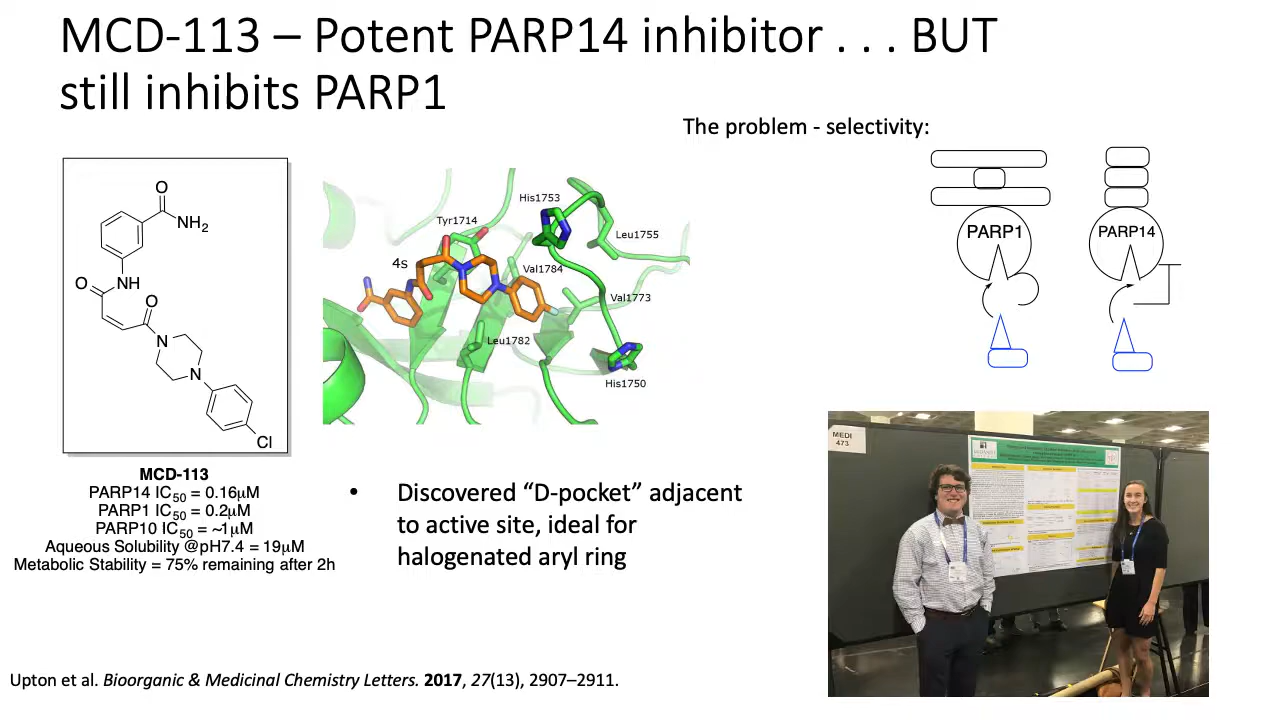 MCD-113 – Potent PARP14 inhibitor . . . BUT
still inhibits PARP1
The problem - selectivity:
O
NH2
NH
O
O
N
N
Cl
MCD-113
PARP14 IC50 = 0.16µM
PARP1 IC50 = 0.2µM
PARP10 IC50 = ~1µM
Aqueous Solubility @pH7.4 = 19µM
Metabolic Stability = 75% remaining after 2h
His1753
Tyr1714
Leu1755
4s
Val1784
Val1773
Leu1782
His1750
PARP1
PARP14
• Discovered “D-pocket” adjacent
to active site, ideal for
halogenated aryl ring
MEDI
473
Upton et al. Bioorganic & Medicinal Chemistry Letters. 2017, 27(13), 2907–2911.